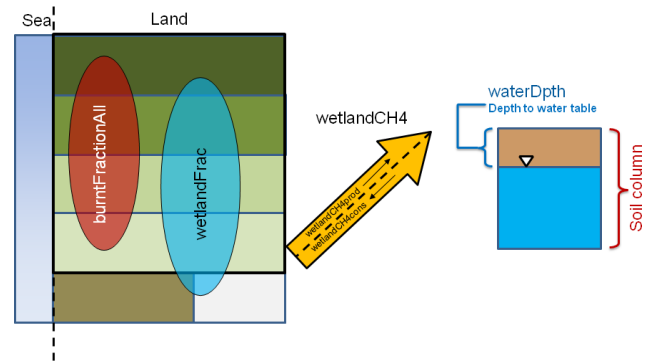 Sea
Land
burntFractionAll
wetlandFrac
wetlandCH4
wetlandCH4prod
wetlandCH4cons
waterDpth
Depth to water table
Soil column